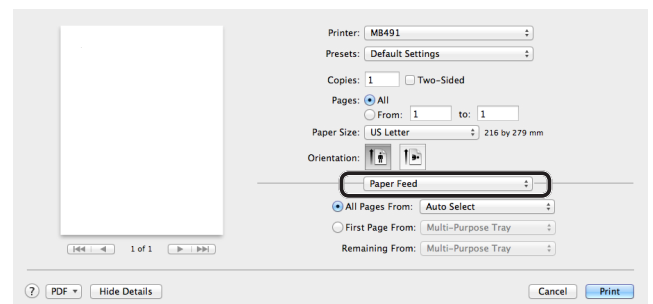 Printer: MB491
Presets: Default Settings
Copies: 1 Two-Sided
Pages: All
From: 1 to: 1
Paper Size: US Letter 216 by 279 mm
Orientation:
Paper Feed
All Pages From: Auto Select
First Page From: Multi-Purpose Tray
Remaining From: Multi-Purpose Tray
1 of 1
? PDF Hide Details Cancel Print